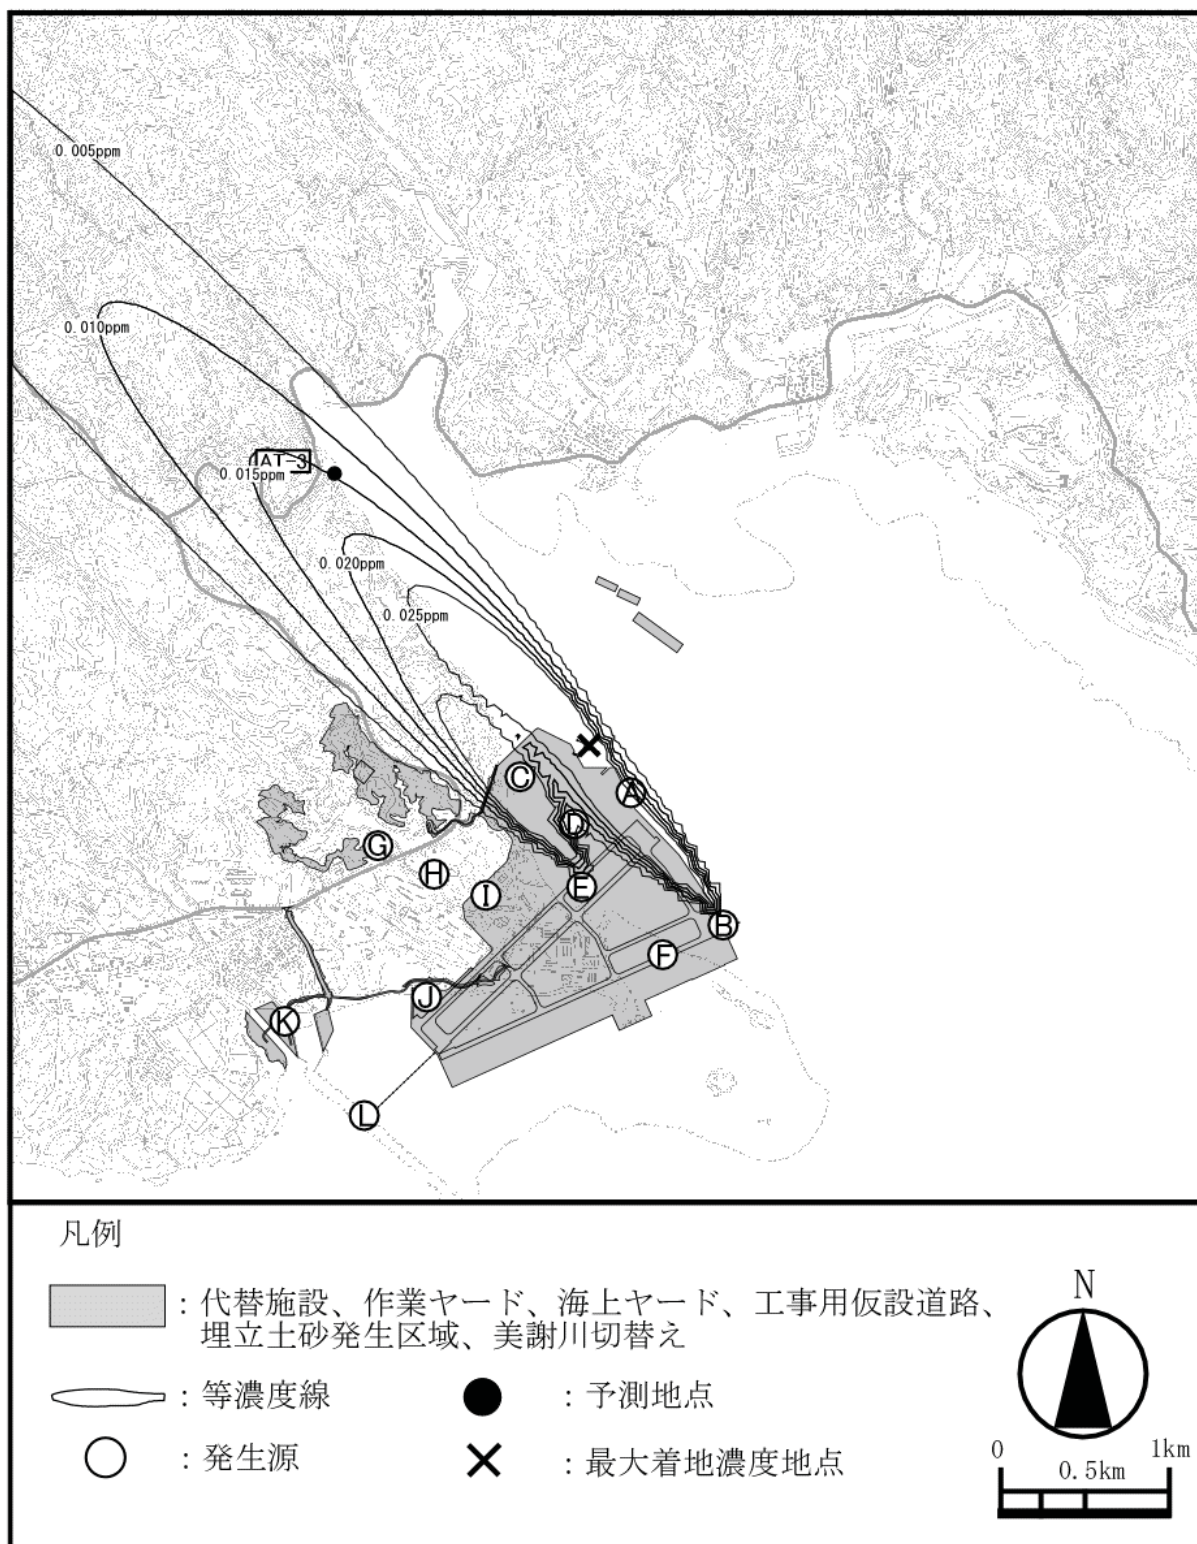 0.005ppm
0.010ppm
AT-3
0.015ppm
0.020ppm
0.025ppm
C
A
D
G
H
E
I
B
F
J
K
L
凡例
：代替施設、作業ヤード、海上ヤード、工事用仮設道路、
埋立土砂発生区域、美謝川切替え
：等濃度線
：予測地点
：発生源
：最大着地濃度地点
N
0
1km
0.5km